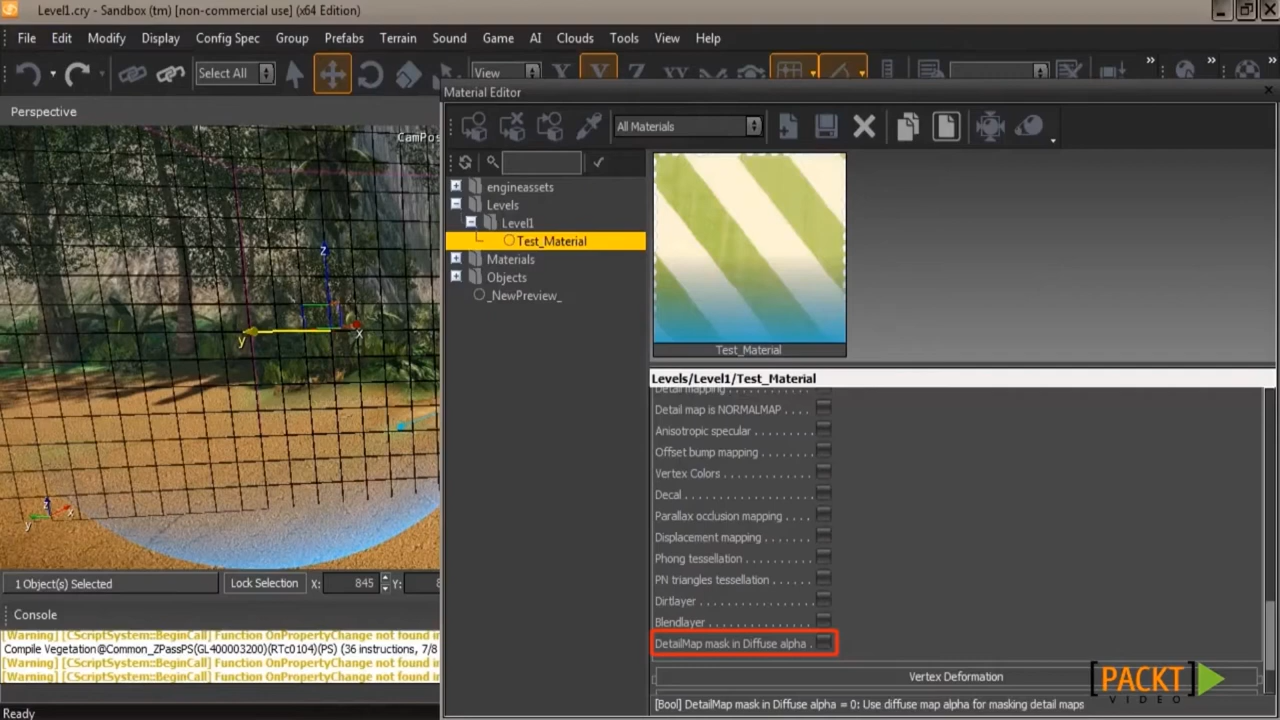 Level1.cry - Sandbox (tm) [non-commercial use] (x64 Edition)
File Edit Modify Display Config Spec Group Prefabs Terrain Sound Game AI Clouds Tools View Help
Select All
View
Y
Z
XY
Material Editor
Perspective
CamPos
All Materials
engineassets
Levels
Level1
Test_Material
Materials
Objects
_NewPreview_
Test_Material
Levels/Level1/Test_Material
Detail mapping . . . . . . . . . . .
Detail map is NORMALMAP . . . .
Anisotropic specular . . . . . . . .
Offset bump mapping . . . . . . .
Vertex Colors . . . . . . . . . . . .
Decal . . . . . . . . . . . . . . . . .
Parallax occlusion mapping . . . .
Displacement mapping . . . . . . .
Phong tessellation . . . . . . . . .
PN triangles tessellation . . . . . .
Dirtlayer . . . . . . . . . . . . . . .
Blendlayer . . . . . . . . . . . . . .
DetailMap mask in Diffuse alpha .
Vertex Deformation
[Bool] DetailMap mask in Diffuse alpha = 0: Use diffuse map alpha for masking detail maps
z
y
x
z
y
x
1 Object(s) Selected
Lock Selection
X: 845
Y: 8
Console
[Warning] [CScriptSystem::BeginCall] Function OnPropertyChange not found i
Compile Vegetation@Common_ZPassPS(GL400003200)(RTc0104)(PS) (36 instructions, 7/8
[Warning] [CScriptSystem::BeginCall] Function OnPropertyChange not found i
[Warning] [CScriptSystem::BeginCall] Function OnPropertyChange not found i
Ready
[PACKT]
VIDEO